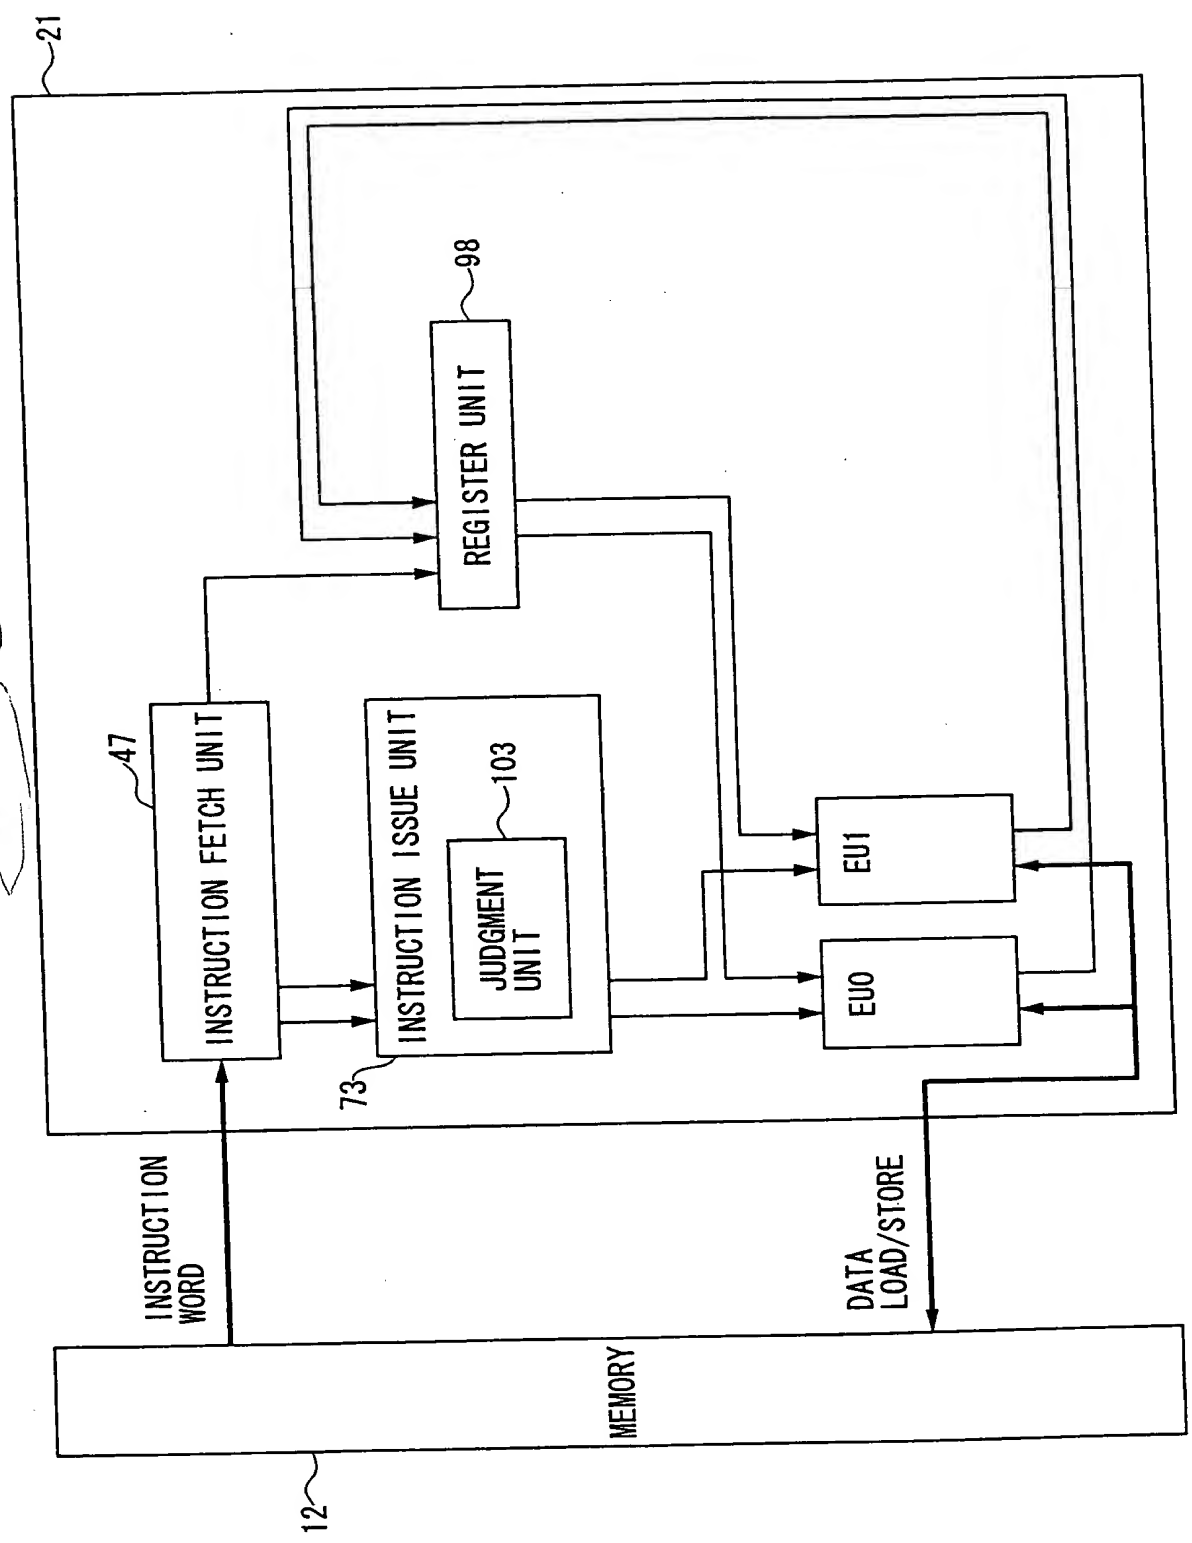 21
47
INSTRUCTION FETCH UNIT
INSTRUCTION ISSUE UNIT
73
JUDGMENT
UNIT
103
REGISTER UNIT
98
EU0
EU1
INSTRUCTION
WORD
DATA
LOAD/STORE
MEMORY
12